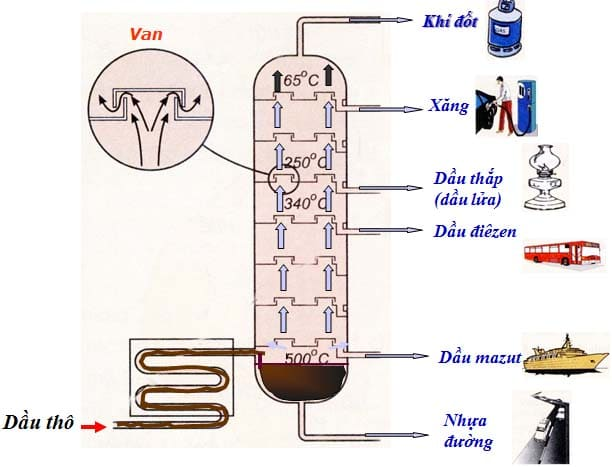 Van
Khí đốt
65°C
Xăng
250°C
Dầu thắp
(dầu lửa)
340°C
Dầu điêzen
500°C
Dầu mazut
Dầu thô
Nhựa
đường
GAS